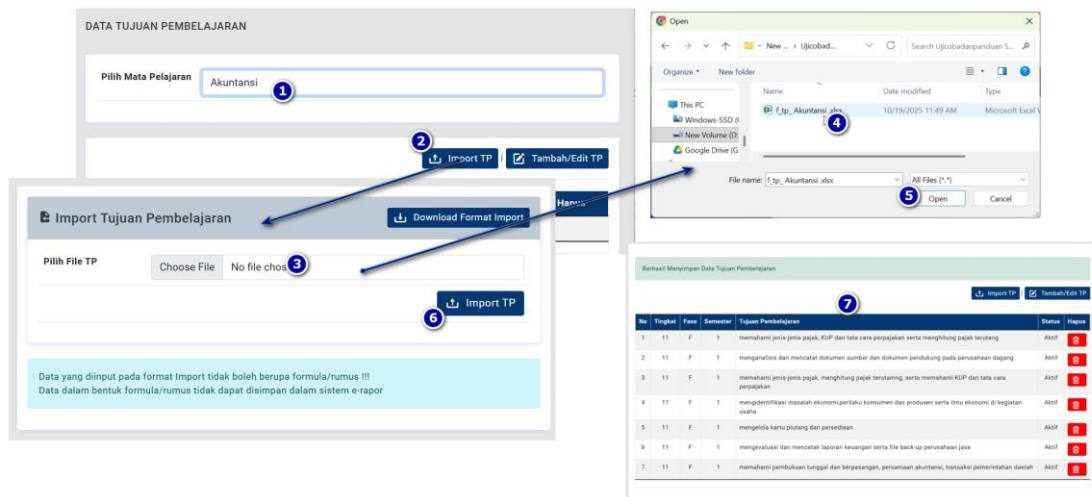 DATA TUJUAN PEMBELAJARAN
Pilih Mata Pelajaran
Akuntansi
1
2
Import TP
Tambah/Edit TP
Hapus
Import Tujuan Pembelajaran
Download Format Import
Pilih File TP
Choose File No file chos
3
Import TP
6
Data yang diinput pada format Import tidak boleh berupa formula/rumus !!!
Data dalam bentuk formula/rumus tidak dapat disimpan dalam sistem e-rapor
Open
New ... › Ujicobad...
Search Ujicobadanpanduan S...
Organize
New folder
Name Date modified Type
This PC
Windows-SSD (
New Volume (D:
Google Drive (G
f_tp_ Akuntansi .xlsx 10/19/2025 11:49 AM Microsoft Excel
4
File name: f_tp_ Akuntansi .xlsx All Files (*.*)
5
Open Cancel
Berhasil Menyimpan Data Tujuan Pembelajaran
Import TP Tambah/Edit TP
7
No Tingkat Fase Semester Tujuan Pembelajaran Status Hapus
1 11 F 1 memahami jenis-jenis pajak, KUP dan tata cara perpajakan serta menghitung pajak terutang Aktif
2 11 F 1 menganalisis dan mencatat dokumen sumber dan dokumen pendukung pada perusahaan dagang Aktif
3 11 F 1 memahami jenis-jenis pajak, menghitung pajak terutamng, serta memahami KUP dan tata cara Aktif
perpajakan
4 11 F 1 mengidentifikasi masalah ekonomi,perilaku konsumen dan produsen serta ilmu ekonomi di kegiatan Aktif
usaha
5 11 F 1 mengelola kartu piutang dan persediaan Aktif
6 11 F 1 mengevaluasi dan mencetak laporan keuangan serta file back-up perusahaan jasa Aktif
7 11 F 1 memahami pembukuan tunggal dan berpasangan, persamaan akuntansi, transaksi pemerintahan daerah Aktif